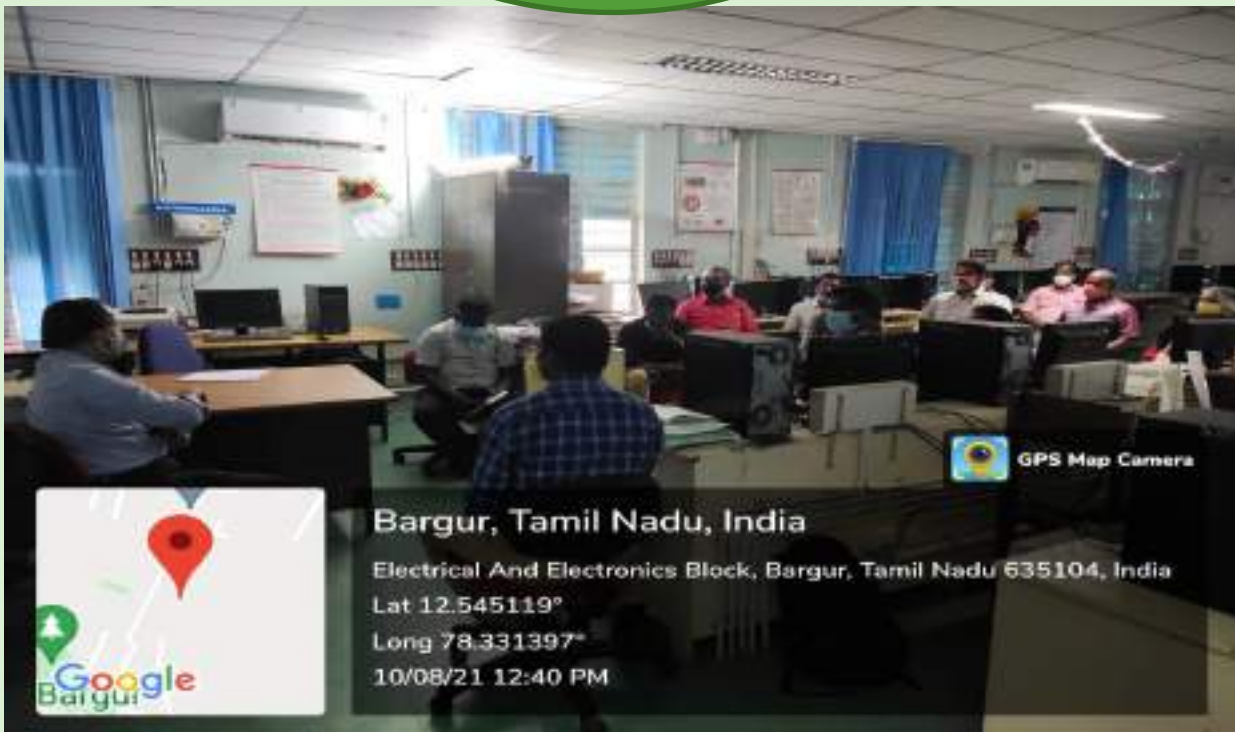 GPS Map Camera
Bargur, Tamil Nadu, India
Electrical And Electronics Block, Bargur, Tamil Nadu 635104, India
Lat 12.545119°
Long 78.331397°
10/08/21 12:40 PM
Google
Bargur